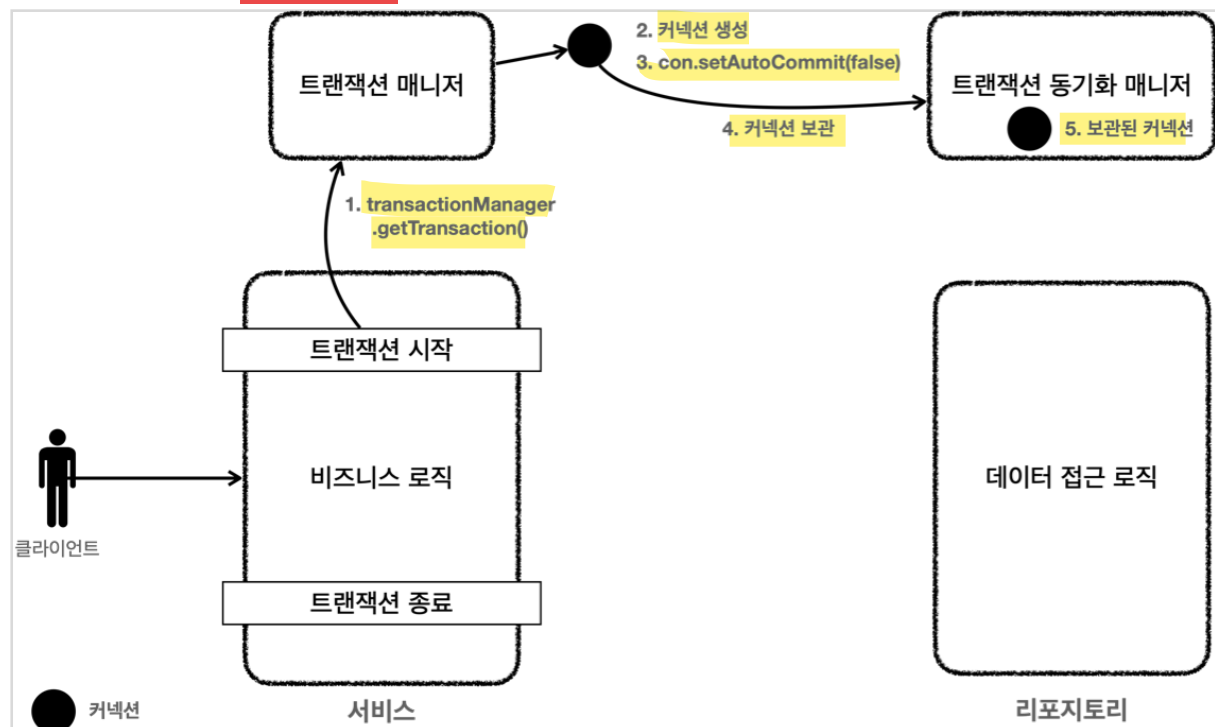 트랜잭션 매니저
2. 커넥션 생성
3. con.setAutoCommit(false)
4. 커넥션 보관
트랜잭션 동기화 매니저
5. 보관된 커넥션
1. transactionManager
.getTransaction()
트랜잭션 시작
비즈니스 로직
트랜잭션 종료
데이터 접근 로직
클라이언트
커넥션
서비스
리포지토리